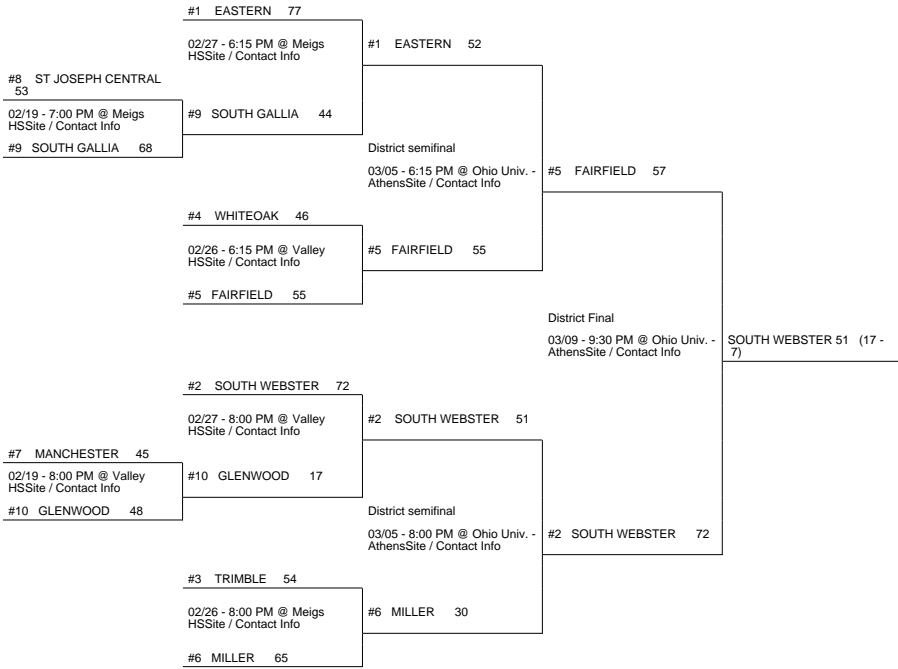 #1 EASTERN 77
02/27 - 6:15 PM @ Meigs
HSSite / Contact Info
#1 EASTERN 52
#8 ST JOSEPH CENTRAL
53
02/19 - 7:00 PM @ Meigs
HSSite / Contact Info
#9 SOUTH GALLIA 44
#9 SOUTH GALLIA 68
District semifinal
03/05 - 6:15 PM @ Ohio Univ. -
AthensSite / Contact Info
#5 FAIRFIELD 57
#4 WHITEOAK 46
02/26 - 6:15 PM @ Valley
HSSite / Contact Info
#5 FAIRFIELD 55
#5 FAIRFIELD 55
District Final
03/09 - 9:30 PM @ Ohio Univ. -
AthensSite / Contact Info
SOUTH WEBSTER 51 (17 -
7)
#2 SOUTH WEBSTER 72
02/27 - 8:00 PM @ Valley
HSSite / Contact Info
#2 SOUTH WEBSTER 51
#7 MANCHESTER 45
02/19 - 8:00 PM @ Valley
HSSite / Contact Info
#10 GLENWOOD 17
#10 GLENWOOD 48
District semifinal
03/05 - 8:00 PM @ Ohio Univ. -
AthensSite / Contact Info
#2 SOUTH WEBSTER 72
#3 TRIMBLE 54
02/26 - 8:00 PM @ Meigs
HSSite / Contact Info
#6 MILLER 30
#6 MILLER 65